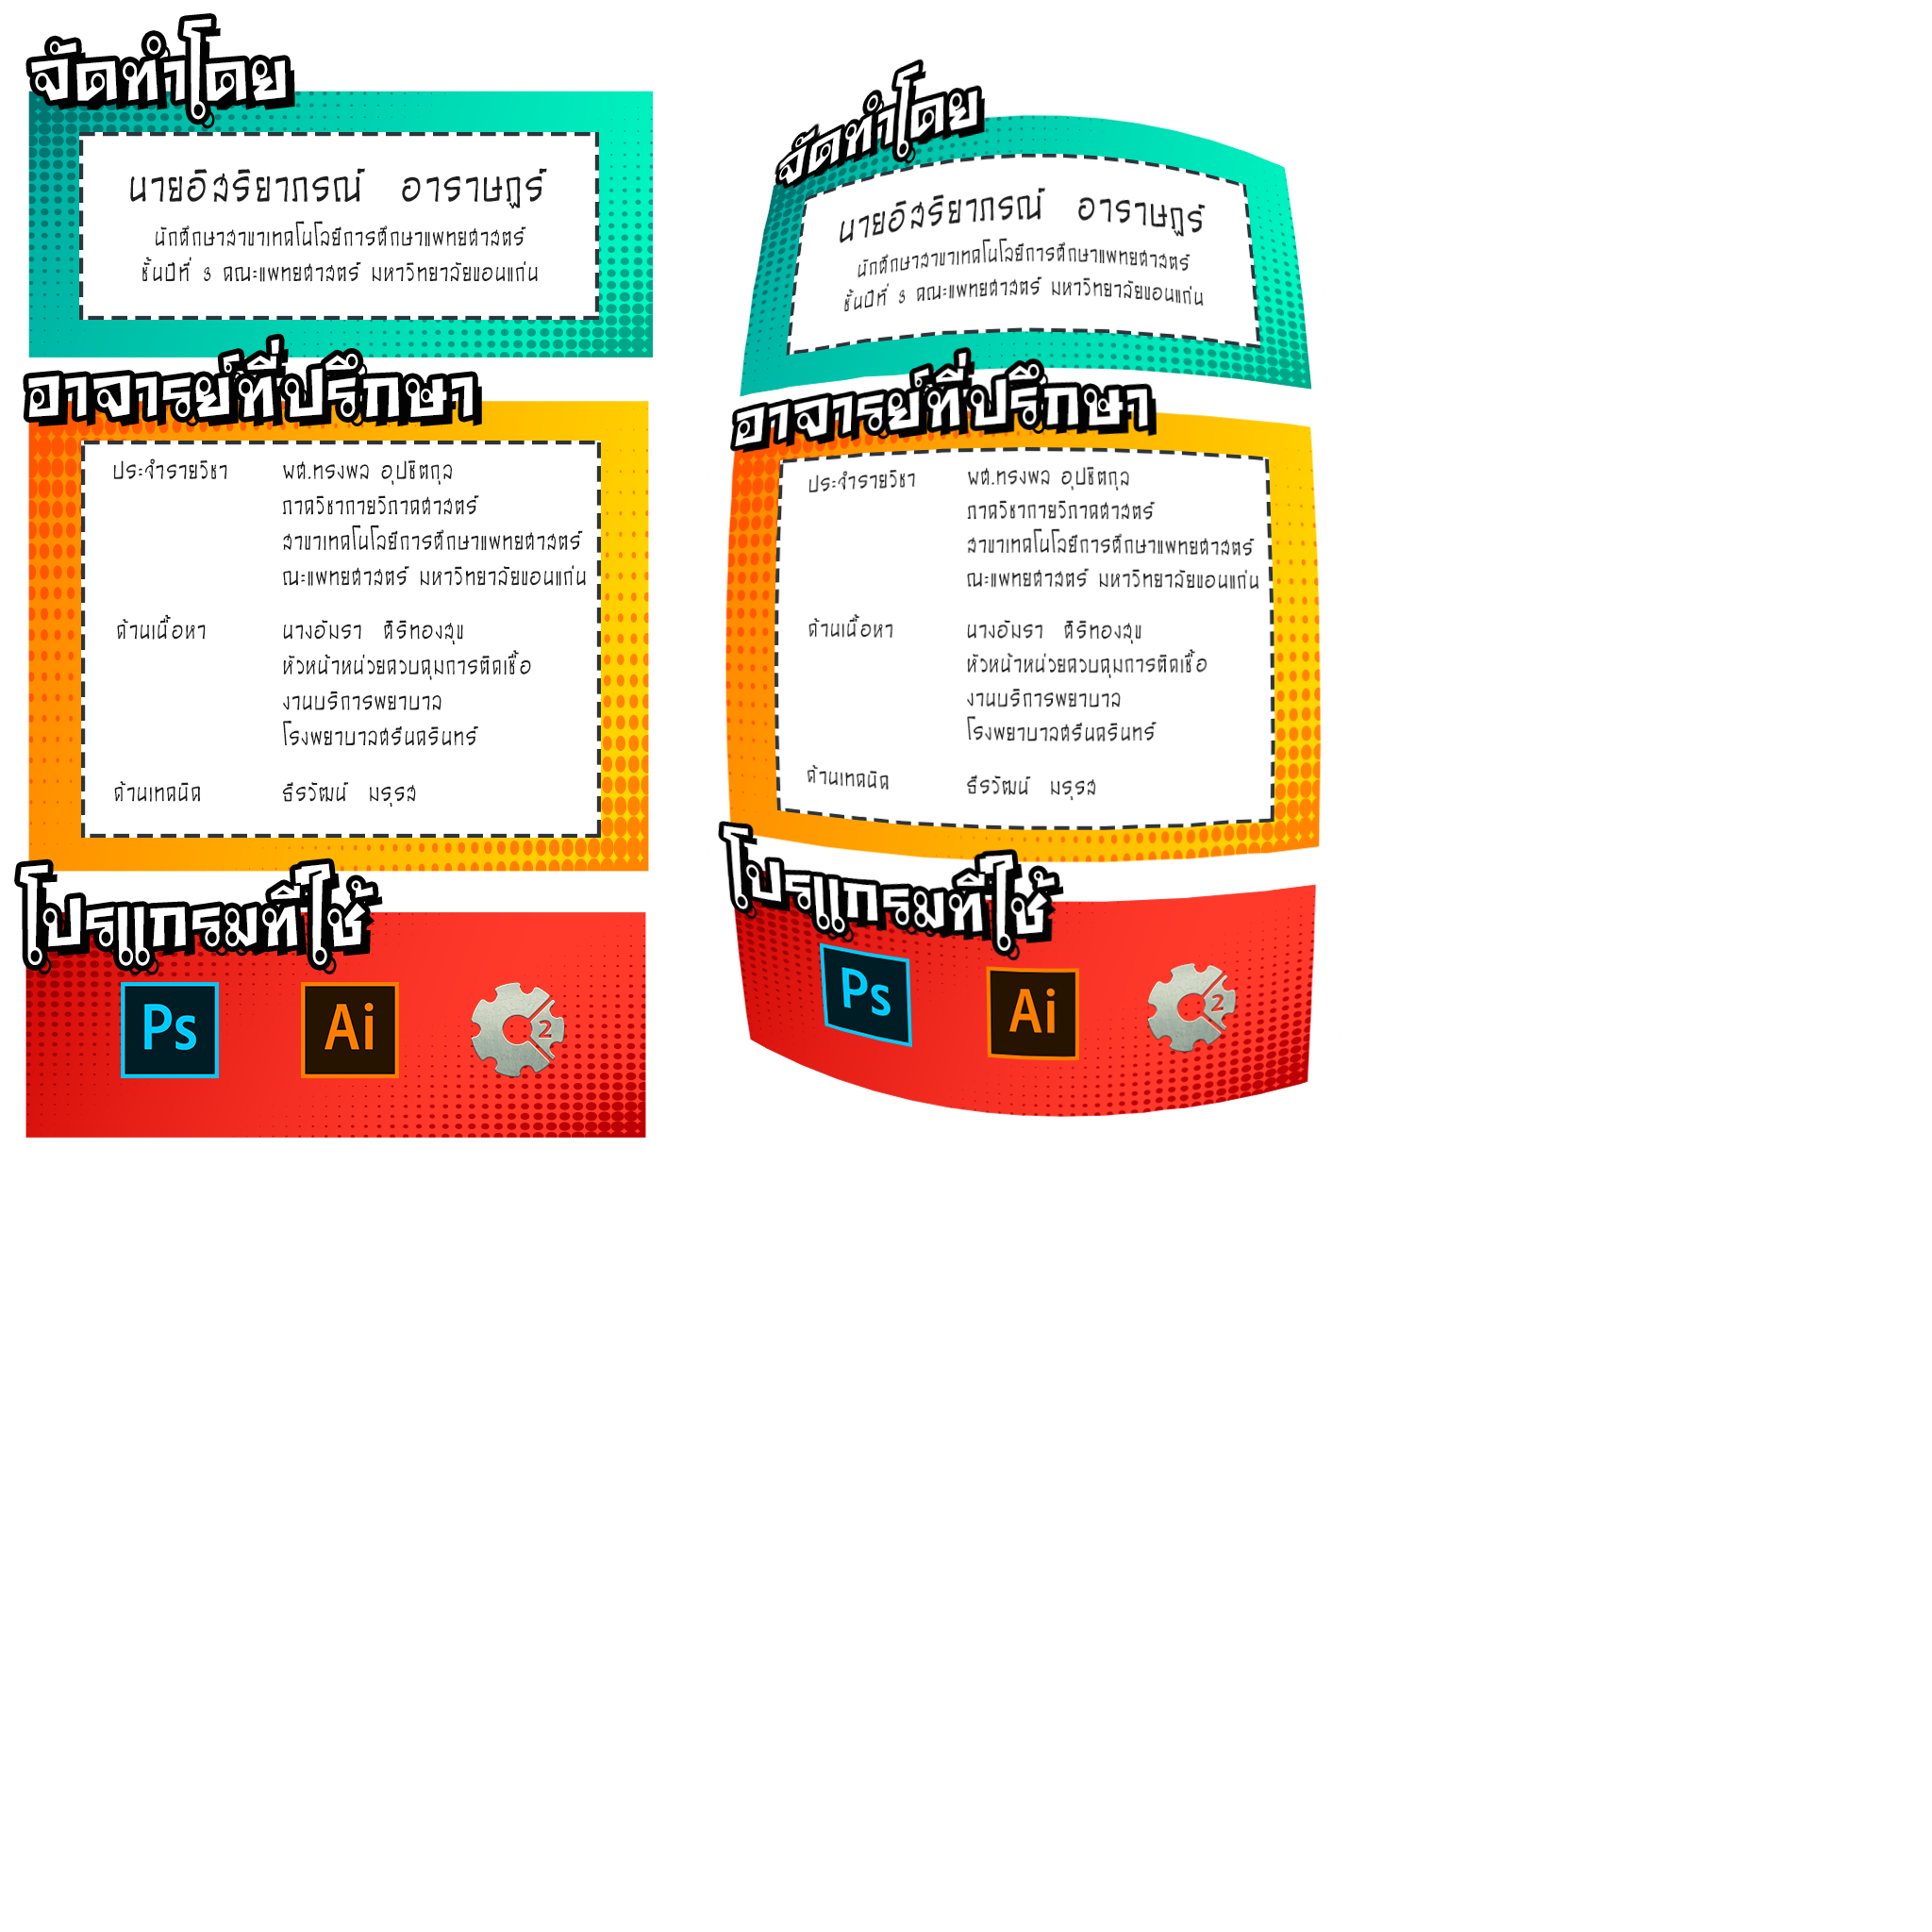 จัดทำโดย
นายอิสริยาภรณ์ อาราษฎร์
นักศึกษาสาขาเทคโนโลยีการศึกษาแพทยศาสตร์
ชั้นปีที่ 3 คณะแพทยศาสตร์ มหาวิทยาลัยขอนแก่น
อาจารย์ที่ปรึกษา
ประจำรายวิชา ผศ.ทรงพล อุปชิตกุล
ภาควิชากายวิภาคศาสตร์
สาขาเทคโนโลยีการศึกษาแพทยศาสตร์
ณะแพทยศาสตร์ มหาวิทยาลัยขอนแก่น
ด้านเนื้อหา นางอัมรา ศิริทองสุข
หัวหน้าหน่วยควบคุมการติดเชื้อ
งานบริการพยาบาล
โรงพยาบาลศรีนครินทร์
ด้านเทคนิค ธีรวัฒน์ มรุรส
โปรแกรมที่ใช้
Ps Ai 2
จัดทำโดย
นายอิสริยาภรณ์ อาราษฎร์
นักศึกษาสาขาเทคโนโลยีการศึกษาแพทยศาสตร์
ชั้นปีที่ 3 คณะแพทยศาสตร์ มหาวิทยาลัยขอนแก่น
อาจารย์ที่ปรึกษา
ประจำรายวิชา ผศ.ทรงพล อุปชิตกุล
ภาควิชากายวิภาคศาสตร์
สาขาเทคโนโลยีการศึกษาแพทยศาสตร์
ณะแพทยศาสตร์ มหาวิทยาลัยขอนแก่น
ด้านเนื้อหา นางอัมรา ศิริทองสุข
หัวหน้าหน่วยควบคุมการติดเชื้อ
งานบริการพยาบาล
โรงพยาบาลศรีนครินทร์
ด้านเทคนิค ธีรวัฒน์ มรุรส
โปรแกรมที่ใช้
Ps Ai 2